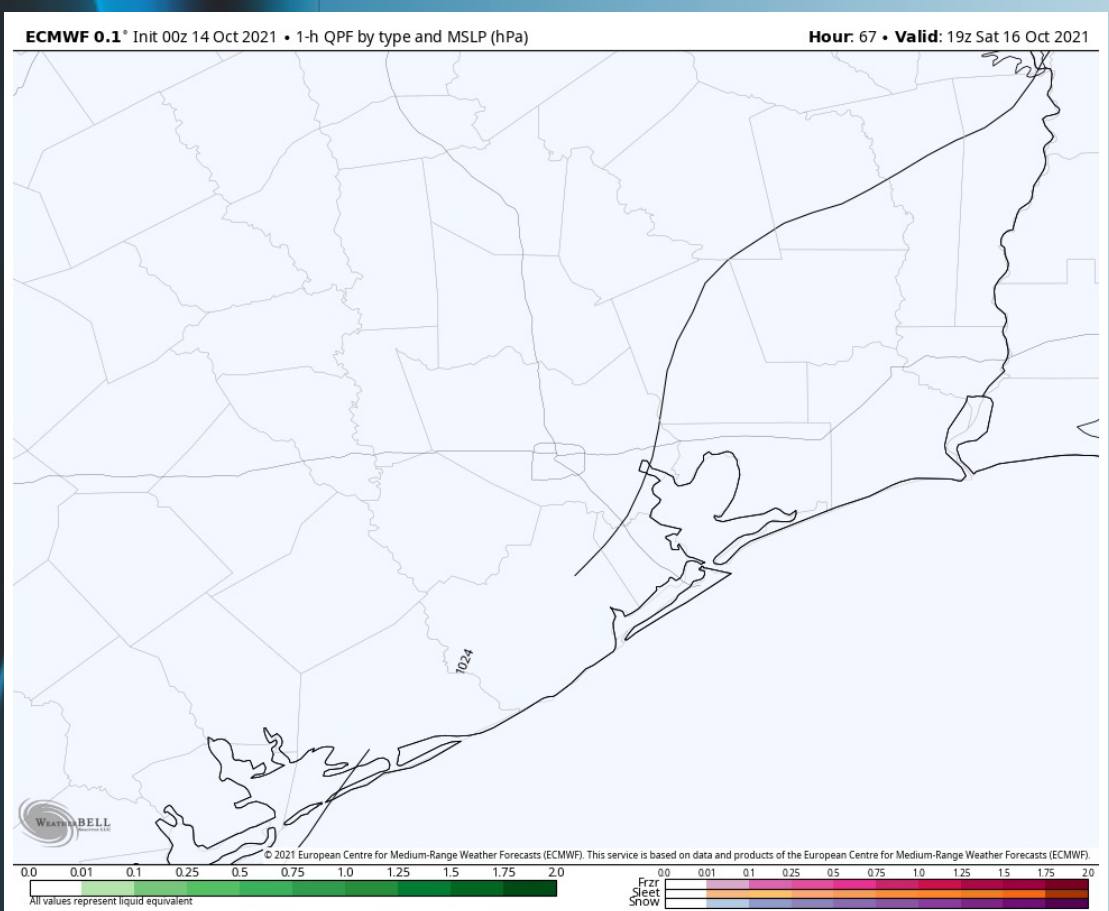 ECMWF 0.1° Init 00z 14 Oct 2021 • 1-h QPF by type and MSLP (hPa)
Hour: 67 • Valid: 19z Sat 16 Oct 2021
1024
WEATHERBELL
© 2021 European Centre for Medium-Range Weather Forecasts (ECMWF). This service is based on data and products of the European Centre for Medium-Range Weather Forecasts (ECMWF).
0.0 0.01 0.1 0.25 0.5 0.75 1.0 1.25 1.5 1.75 2.0
All values represent liquid equivalent
0.0 0.01 0.1 0.25 0.5 0.75 1.0 1.25 1.5 1.75 2.0
Frzr
Sleet
Snow